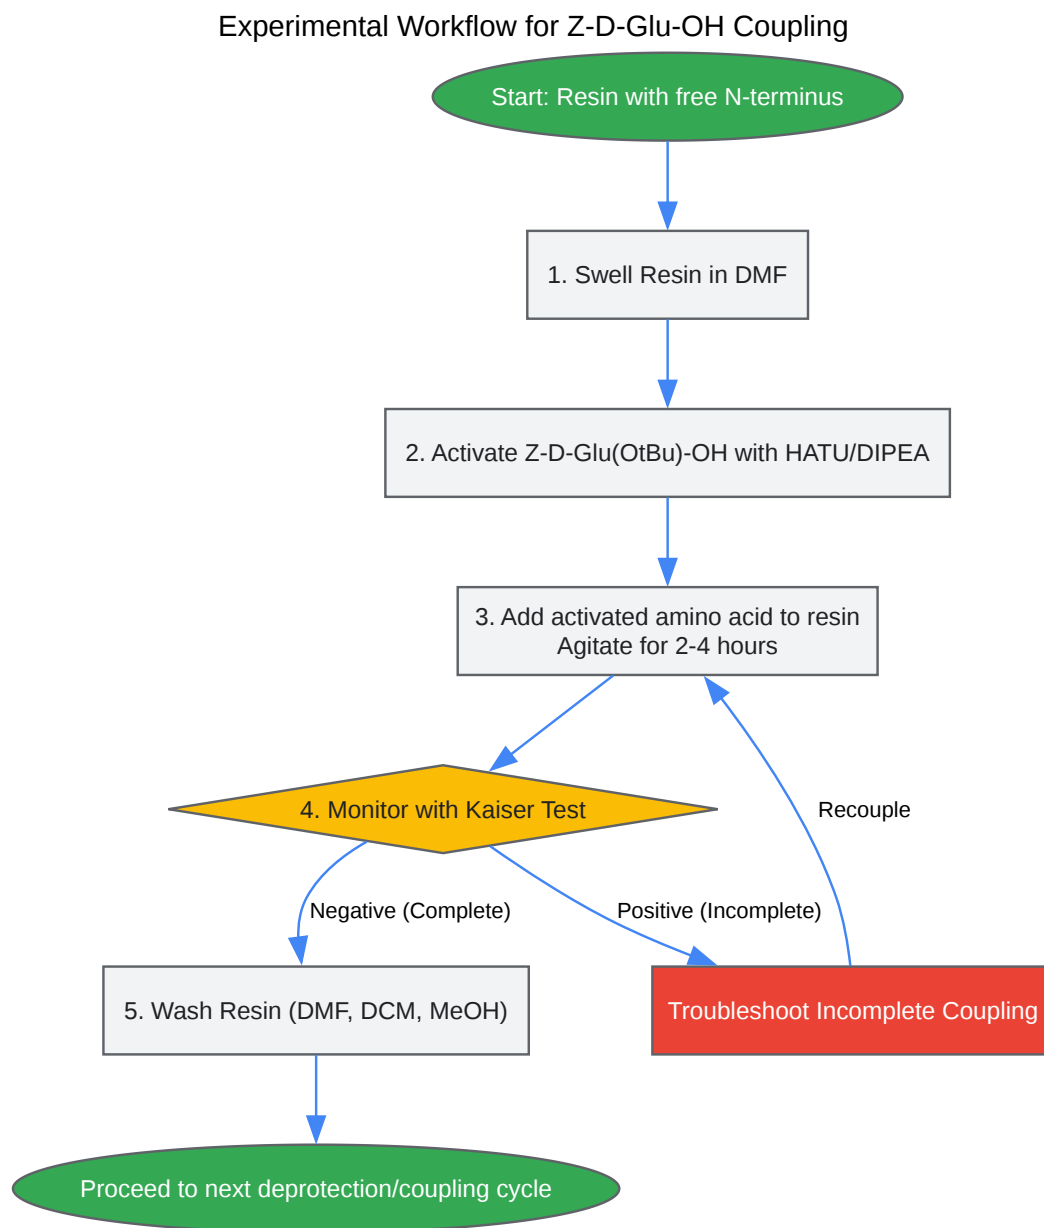 Experimental Workflow for Z-D-Glu-OH Coupling
Start: Resin with free N-terminus
1. Swell Resin in DMF
2. Activate Z-D-Glu(OtBu)-OH with HATU/DIPEA
3. Add activated amino acid to resin
Agitate for 2-4 hours
4. Monitor with Kaiser Test
Recouple
Negative (Complete)
Positive (Incomplete)
5. Wash Resin (DMF, DCM, MeOH)
Troubleshoot Incomplete Coupling
Proceed to next deprotection/coupling cycle